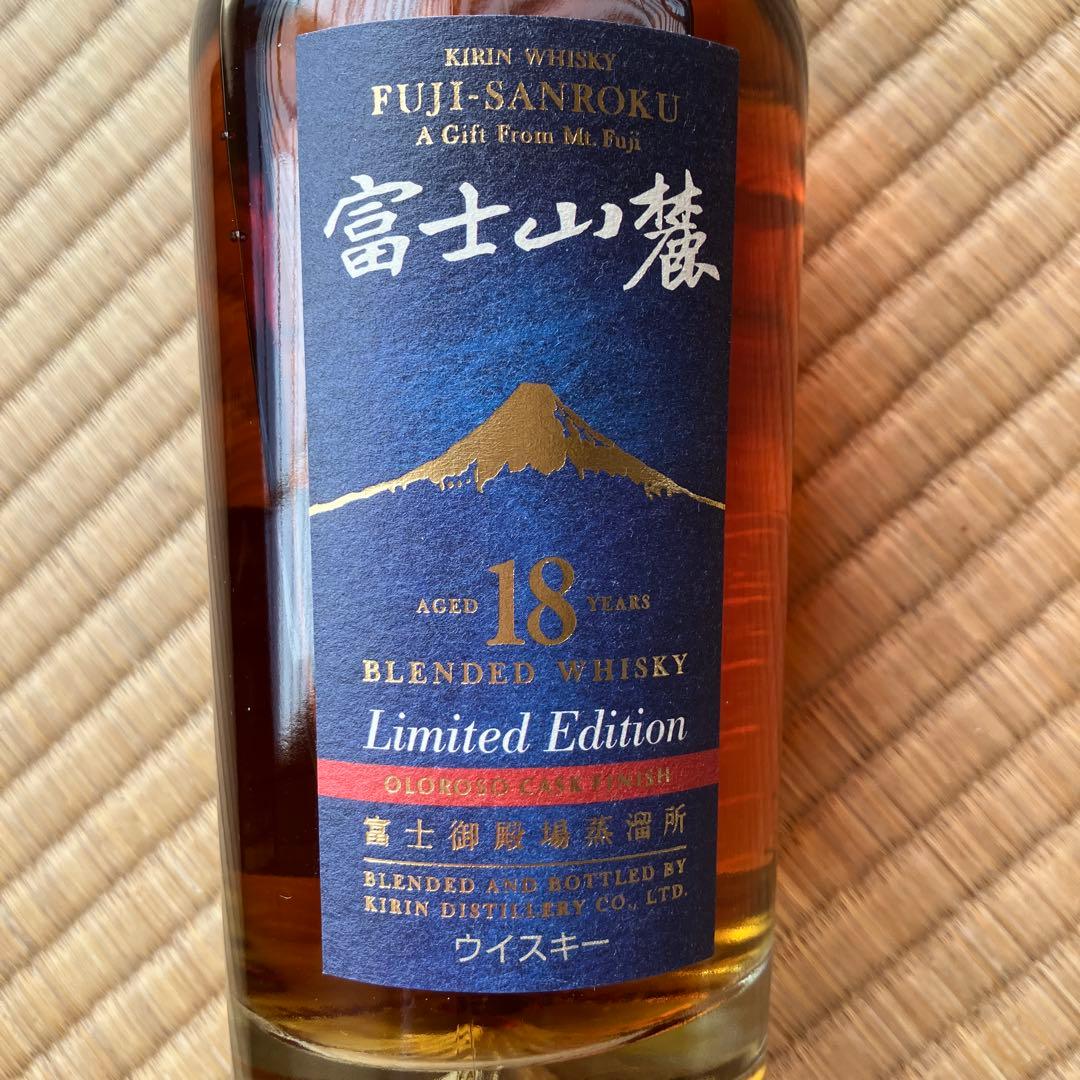 KIRIN WHISKY
FUJI-SANROKU
A Gift From Mt. Fuji
富士山麓
AGED 18 YEARS
BLENDED WHISKY
Limited Edition
OLOROSO CASK FINISH
富士御殿場蒸溜所
BLENDED AND BOTTLED BY
KIRIN DISTILLERY CO., LTD.
ウイスキー